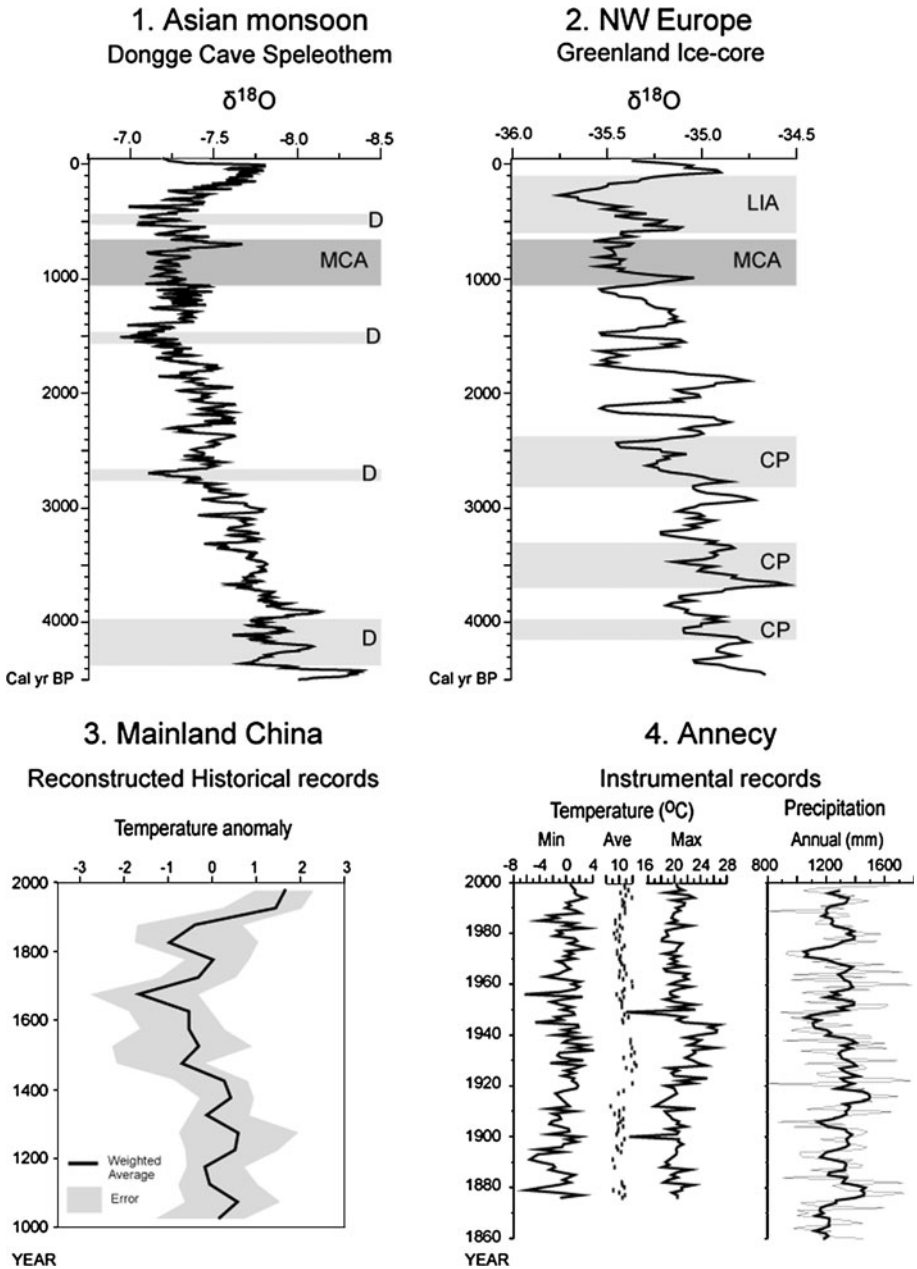 1. Asian monsoon
Dongge Cave Speleothem
δ18O
-7.0 -7.5 -8.0 -8.5
0
1000
2000
3000
4000
Cal yr BP
D
MCA
D
D
D
2. NW Europe
Greenland Ice-core
δ18O
-36.0 -35.5 -35.0 -34.5
0
1000
2000
3000
4000
Cal yr BP
LIA
MCA
CP
CP
CP
3. Mainland China
Reconstructed Historical records
Temperature anomaly
-3 -2 -1 0 1 2 3
2000
1800
1600
1400
1200
1000
YEAR
Weighted
Average
Error
4. Annecy
Instrumental records
Temperature (OC)
Min Ave Max
-8 -4 0 4 8 10 12 16 20 24 28
2000
1980
1960
1940
1920
1900
1880
1860
YEAR
Precipitation
Annual (mm)
800 1200 1600